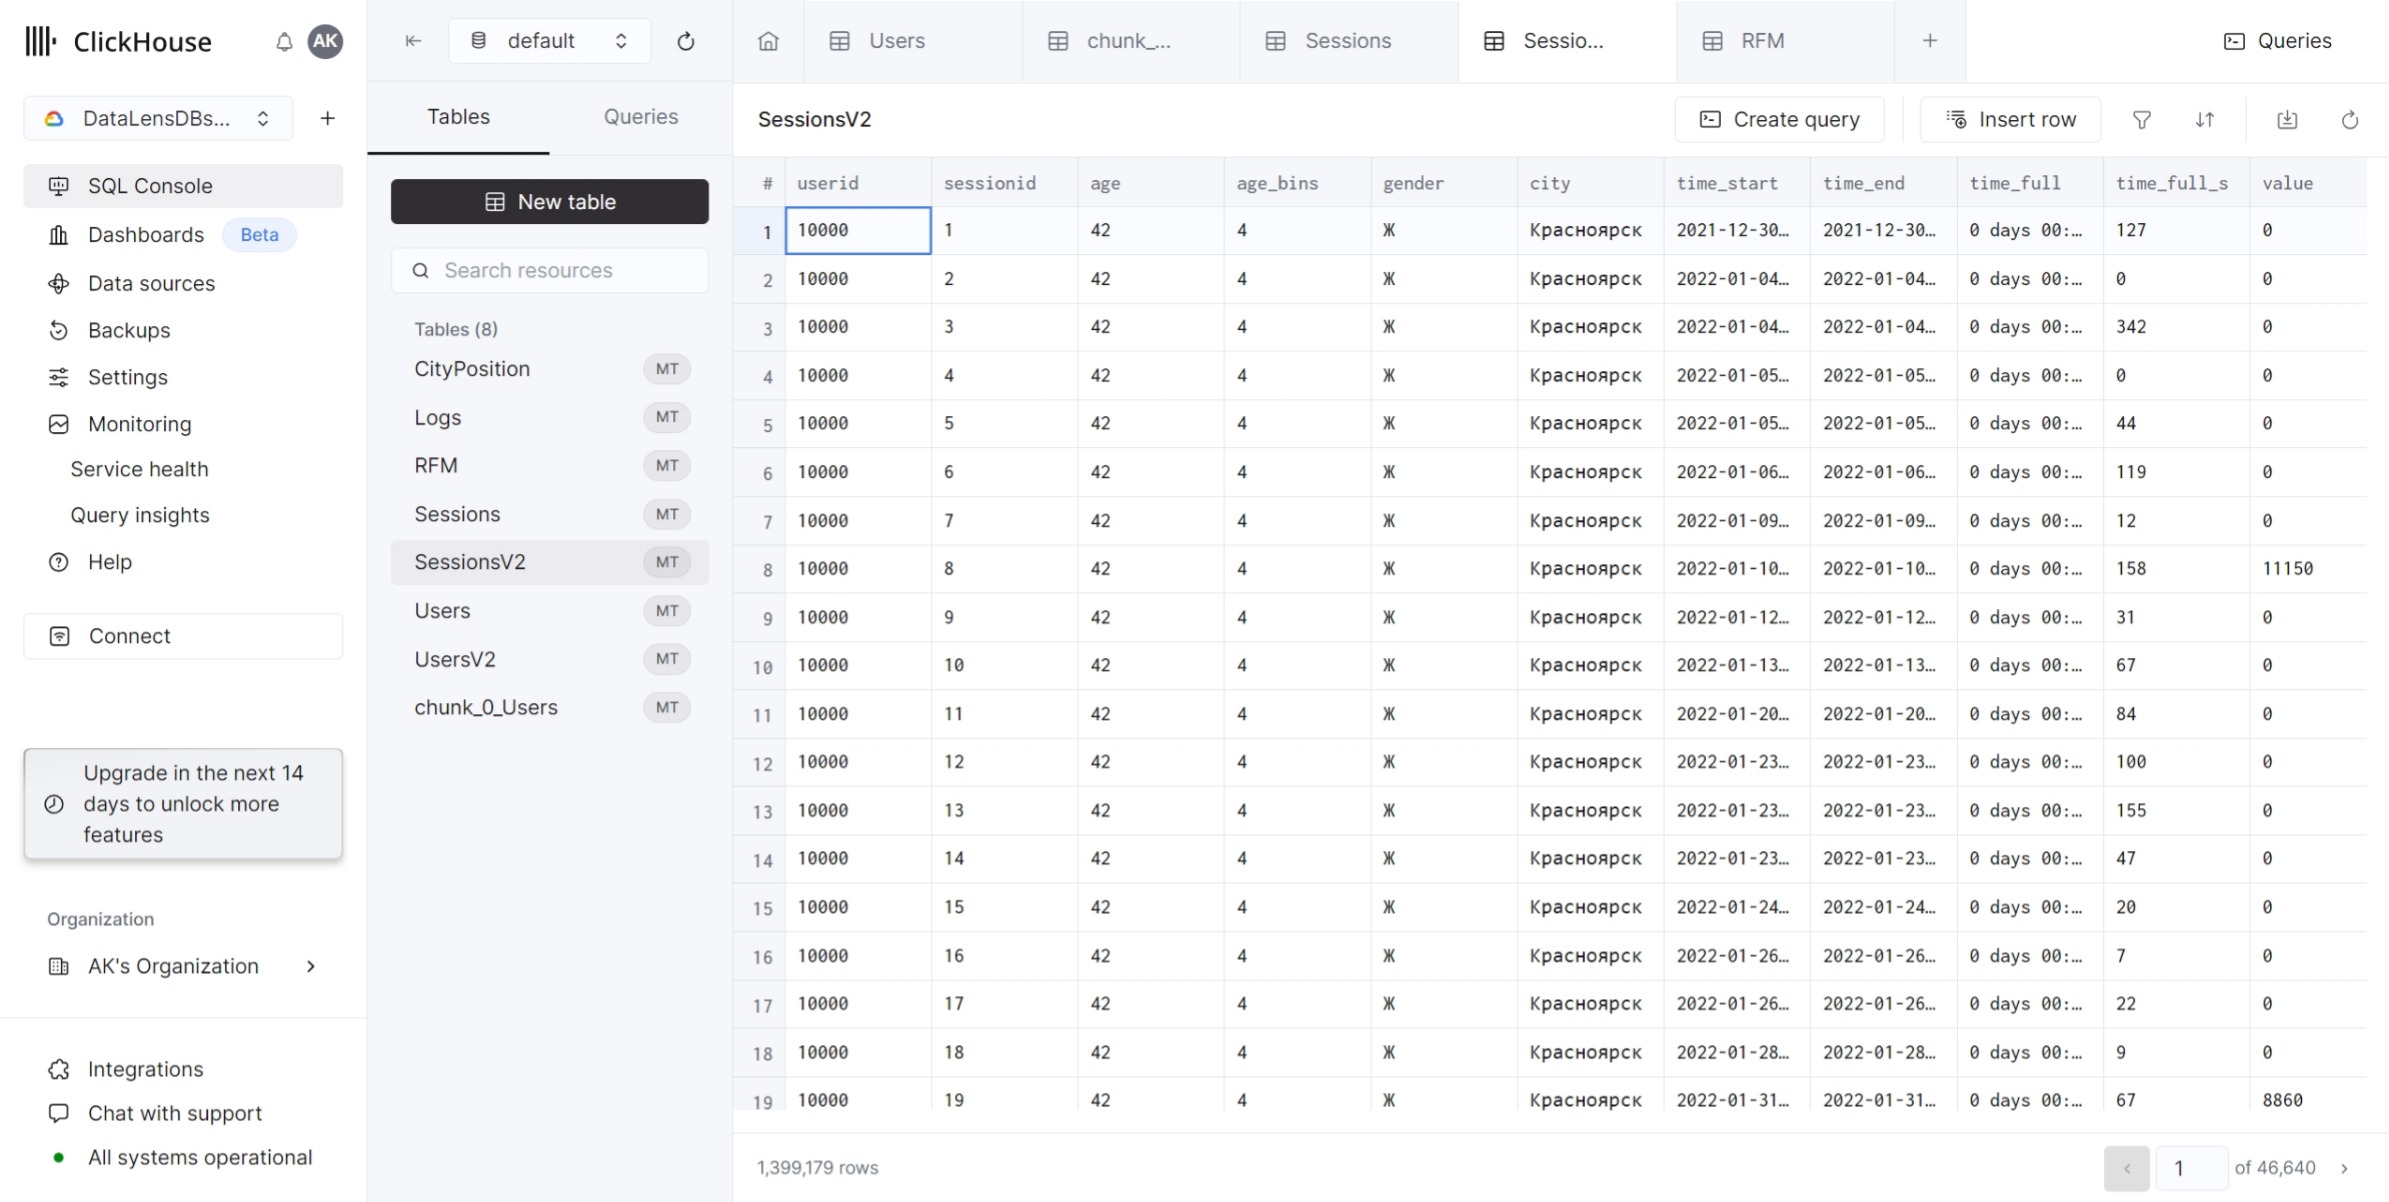 ClickHouse AK
DataLensDBs...
SQL Console
Dashboards Beta
Data sources
Backups
Settings
Monitoring
Service health
Query insights
Help
Connect
Upgrade in the next 14
days to unlock more
features
Organization
AK's Organization
Integrations
Chat with support
All systems operational
default
Tables Queries
New table
Search resources
Tables (8)
CityPosition MT
Logs MT
RFM MT
Sessions MT
SessionsV2 MT
Users MT
UsersV2 MT
chunk_0_Users MT
Users chunk_... Sessions Sessio... RFM + Queries
SessionsV2 Create query Insert row
# userid sessionid age age_bins gender city time_start time_end time_full time_full_s value
1 10000 1 42 4 Ж Красноярск 2021-12-30… 2021-12-30… 0 days 00:… 127 0
2 10000 2 42 4 Ж Красноярск 2022-01-04… 2022-01-04… 0 days 00:… 0 0
3 10000 3 42 4 Ж Красноярск 2022-01-04… 2022-01-04… 0 days 00:… 342 0
4 10000 4 42 4 Ж Красноярск 2022-01-05… 2022-01-05… 0 days 00:… 0 0
5 10000 5 42 4 Ж Красноярск 2022-01-05… 2022-01-05… 0 days 00:… 44 0
6 10000 6 42 4 Ж Красноярск 2022-01-06… 2022-01-06… 0 days 00:… 119 0
7 10000 7 42 4 Ж Красноярск 2022-01-09… 2022-01-09… 0 days 00:… 12 0
8 10000 8 42 4 Ж Красноярск 2022-01-10… 2022-01-10… 0 days 00:… 158 11150
9 10000 9 42 4 Ж Красноярск 2022-01-12… 2022-01-12… 0 days 00:… 31 0
10 10000 10 42 4 Ж Красноярск 2022-01-13… 2022-01-13… 0 days 00:… 67 0
11 10000 11 42 4 Ж Красноярск 2022-01-20… 2022-01-20… 0 days 00:… 84 0
12 10000 12 42 4 Ж Красноярск 2022-01-23… 2022-01-23… 0 days 00:… 100 0
13 10000 13 42 4 Ж Красноярск 2022-01-23… 2022-01-23… 0 days 00:… 155 0
14 10000 14 42 4 Ж Красноярск 2022-01-23… 2022-01-23… 0 days 00:… 47 0
15 10000 15 42 4 Ж Красноярск 2022-01-24… 2022-01-24… 0 days 00:… 20 0
16 10000 16 42 4 Ж Красноярск 2022-01-26… 2022-01-26… 0 days 00:… 7 0
17 10000 17 42 4 Ж Красноярск 2022-01-26… 2022-01-26… 0 days 00:… 22 0
18 10000 18 42 4 Ж Красноярск 2022-01-28… 2022-01-28… 0 days 00:… 9 0
19 10000 19 42 4 Ж Красноярск 2022-01-31… 2022-01-31… 0 days 00:… 67 8860
1,399,179 rows
1 of 46,640